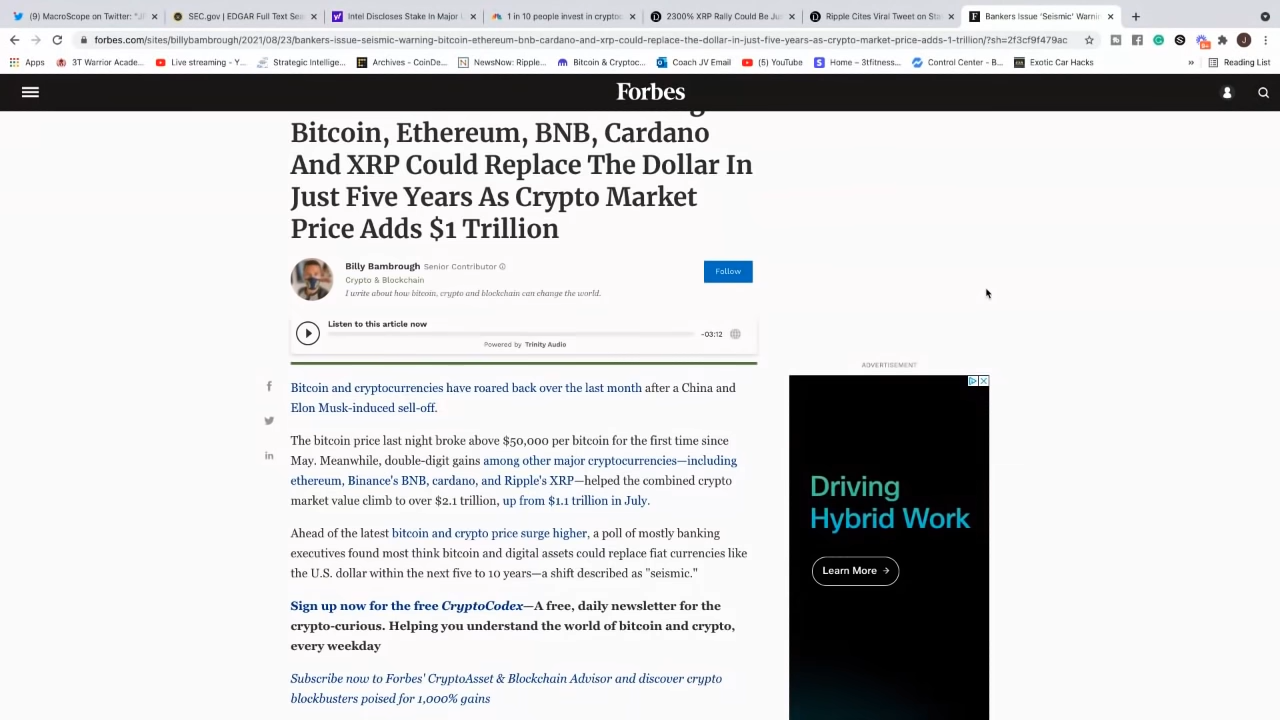 (MacroScope on Twitter: "JP
SEC.gov | EDGAR Full Text Sea
Intel Discloses Stake In Major
1 in 10 people invest in cryptoc
2300% XRP Rally Could Be Ju
Ripple Cites Viral Tweet on Sta
Bankers Issue 'Seismic' Warnin
forbes.com/sites/billybambrough/2021/08/23/bankers-issue-seismic-warning-bitcoin-ethereum-bnb-cardano-and-xrp-could-replace-the-dollar-in-just-five-years-as-crypto-market-price-adds-1-trillion/?sh=2f3cf9f479ac
Apps
3T Warrior Acade...
Live streaming - Y...
Strategic Intellige...
Archives - CoinDe...
NewsNow: Ripple...
Bitcoin & Cryptoc...
Coach JV Email
(5) YouTube
Home – 3tfitness...
Control Center - B...
Exotic Car Hacks
»
Reading List
Forbes
Bitcoin, Ethereum, BNB, Cardano
And XRP Could Replace The Dollar In
Just Five Years As Crypto Market
Price Adds $1 Trillion
Billy Bambrough Senior Contributor
Crypto & Blockchain
I write about how bitcoin, crypto and blockchain can change the world.
Follow
Listen to this article now
-03:12
Powered by Trinity Audio
Bitcoin and cryptocurrencies have roared back over the last month after a China and
Elon Musk-induced sell-off.
The bitcoin price last night broke above $50,000 per bitcoin for the first time since
May. Meanwhile, double-digit gains among other major cryptocurrencies—including
ethereum, Binance's BNB, cardano, and Ripple's XRP—helped the combined crypto
market value climb to over $2.1 trillion, up from $1.1 trillion in July.
Ahead of the latest bitcoin and crypto price surge higher, a poll of mostly banking
executives found most think bitcoin and digital assets could replace fiat currencies like
the U.S. dollar within the next five to 10 years—a shift described as "seismic."
Sign up now for the free CryptoCodex—A free, daily newsletter for the
crypto-curious. Helping you understand the world of bitcoin and crypto,
every weekday
Subscribe now to Forbes' CryptoAsset & Blockchain Advisor and discover crypto
blockbusters poised for 1,000% gains
ADVERTISEMENT
Driving
Hybrid Work
Learn More →